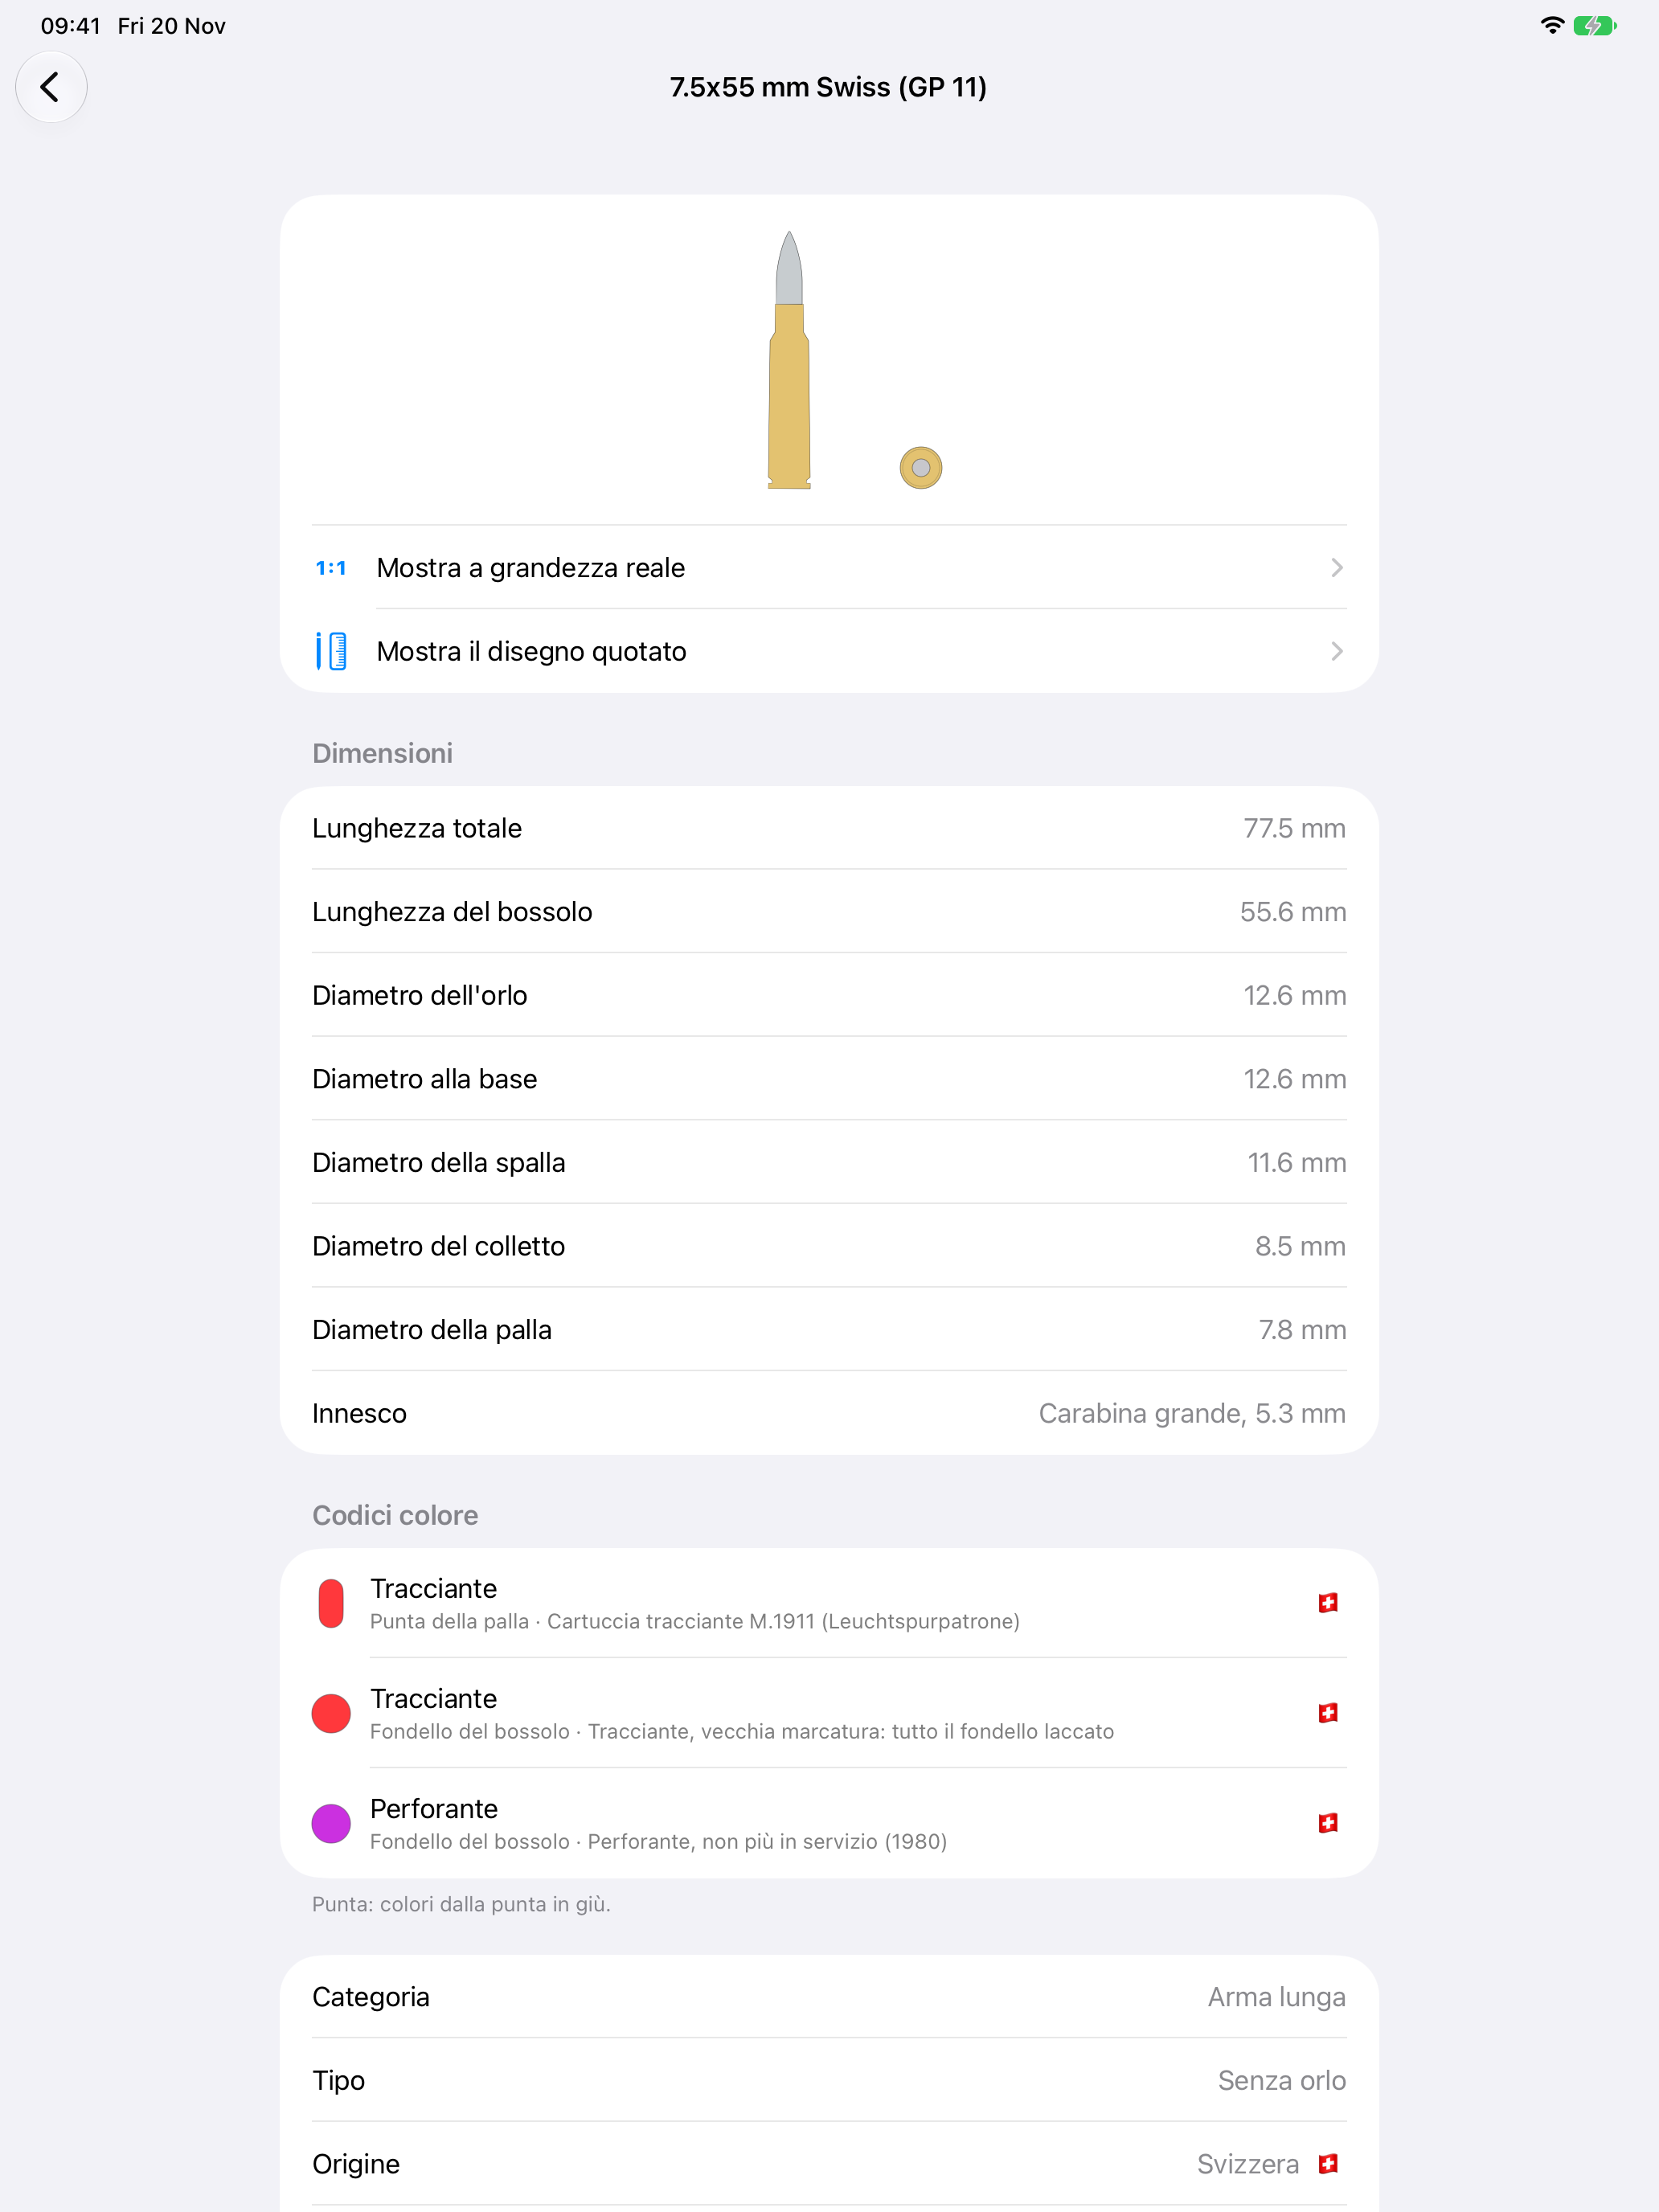 09:41 Fri 20 Nov
7.5x55 mm Swiss (GP 11)
1:1 Mostra a grandezza reale
Mostra il disegno quotato
Dimensioni
Lunghezza totale 77.5 mm
Lunghezza del bossolo 55.6 mm
Diametro dell'orlo 12.6 mm
Diametro alla base 12.6 mm
Diametro della spalla 11.6 mm
Diametro del colletto 8.5 mm
Diametro della palla 7.8 mm
Innesco Carabina grande, 5.3 mm
Codici colore
Tracciante
Punta della palla · Cartuccia tracciante M.1911 (Leuchtspurpatrone)
Tracciante
Fondello del bossolo · Tracciante, vecchia marcatura: tutto il fondello laccato
Perforante
Fondello del bossolo · Perforante, non più in servizio (1980)
Punta: colori dalla punta in giù.
Categoria Arma lunga
Tipo Senza orlo
Origine Svizzera